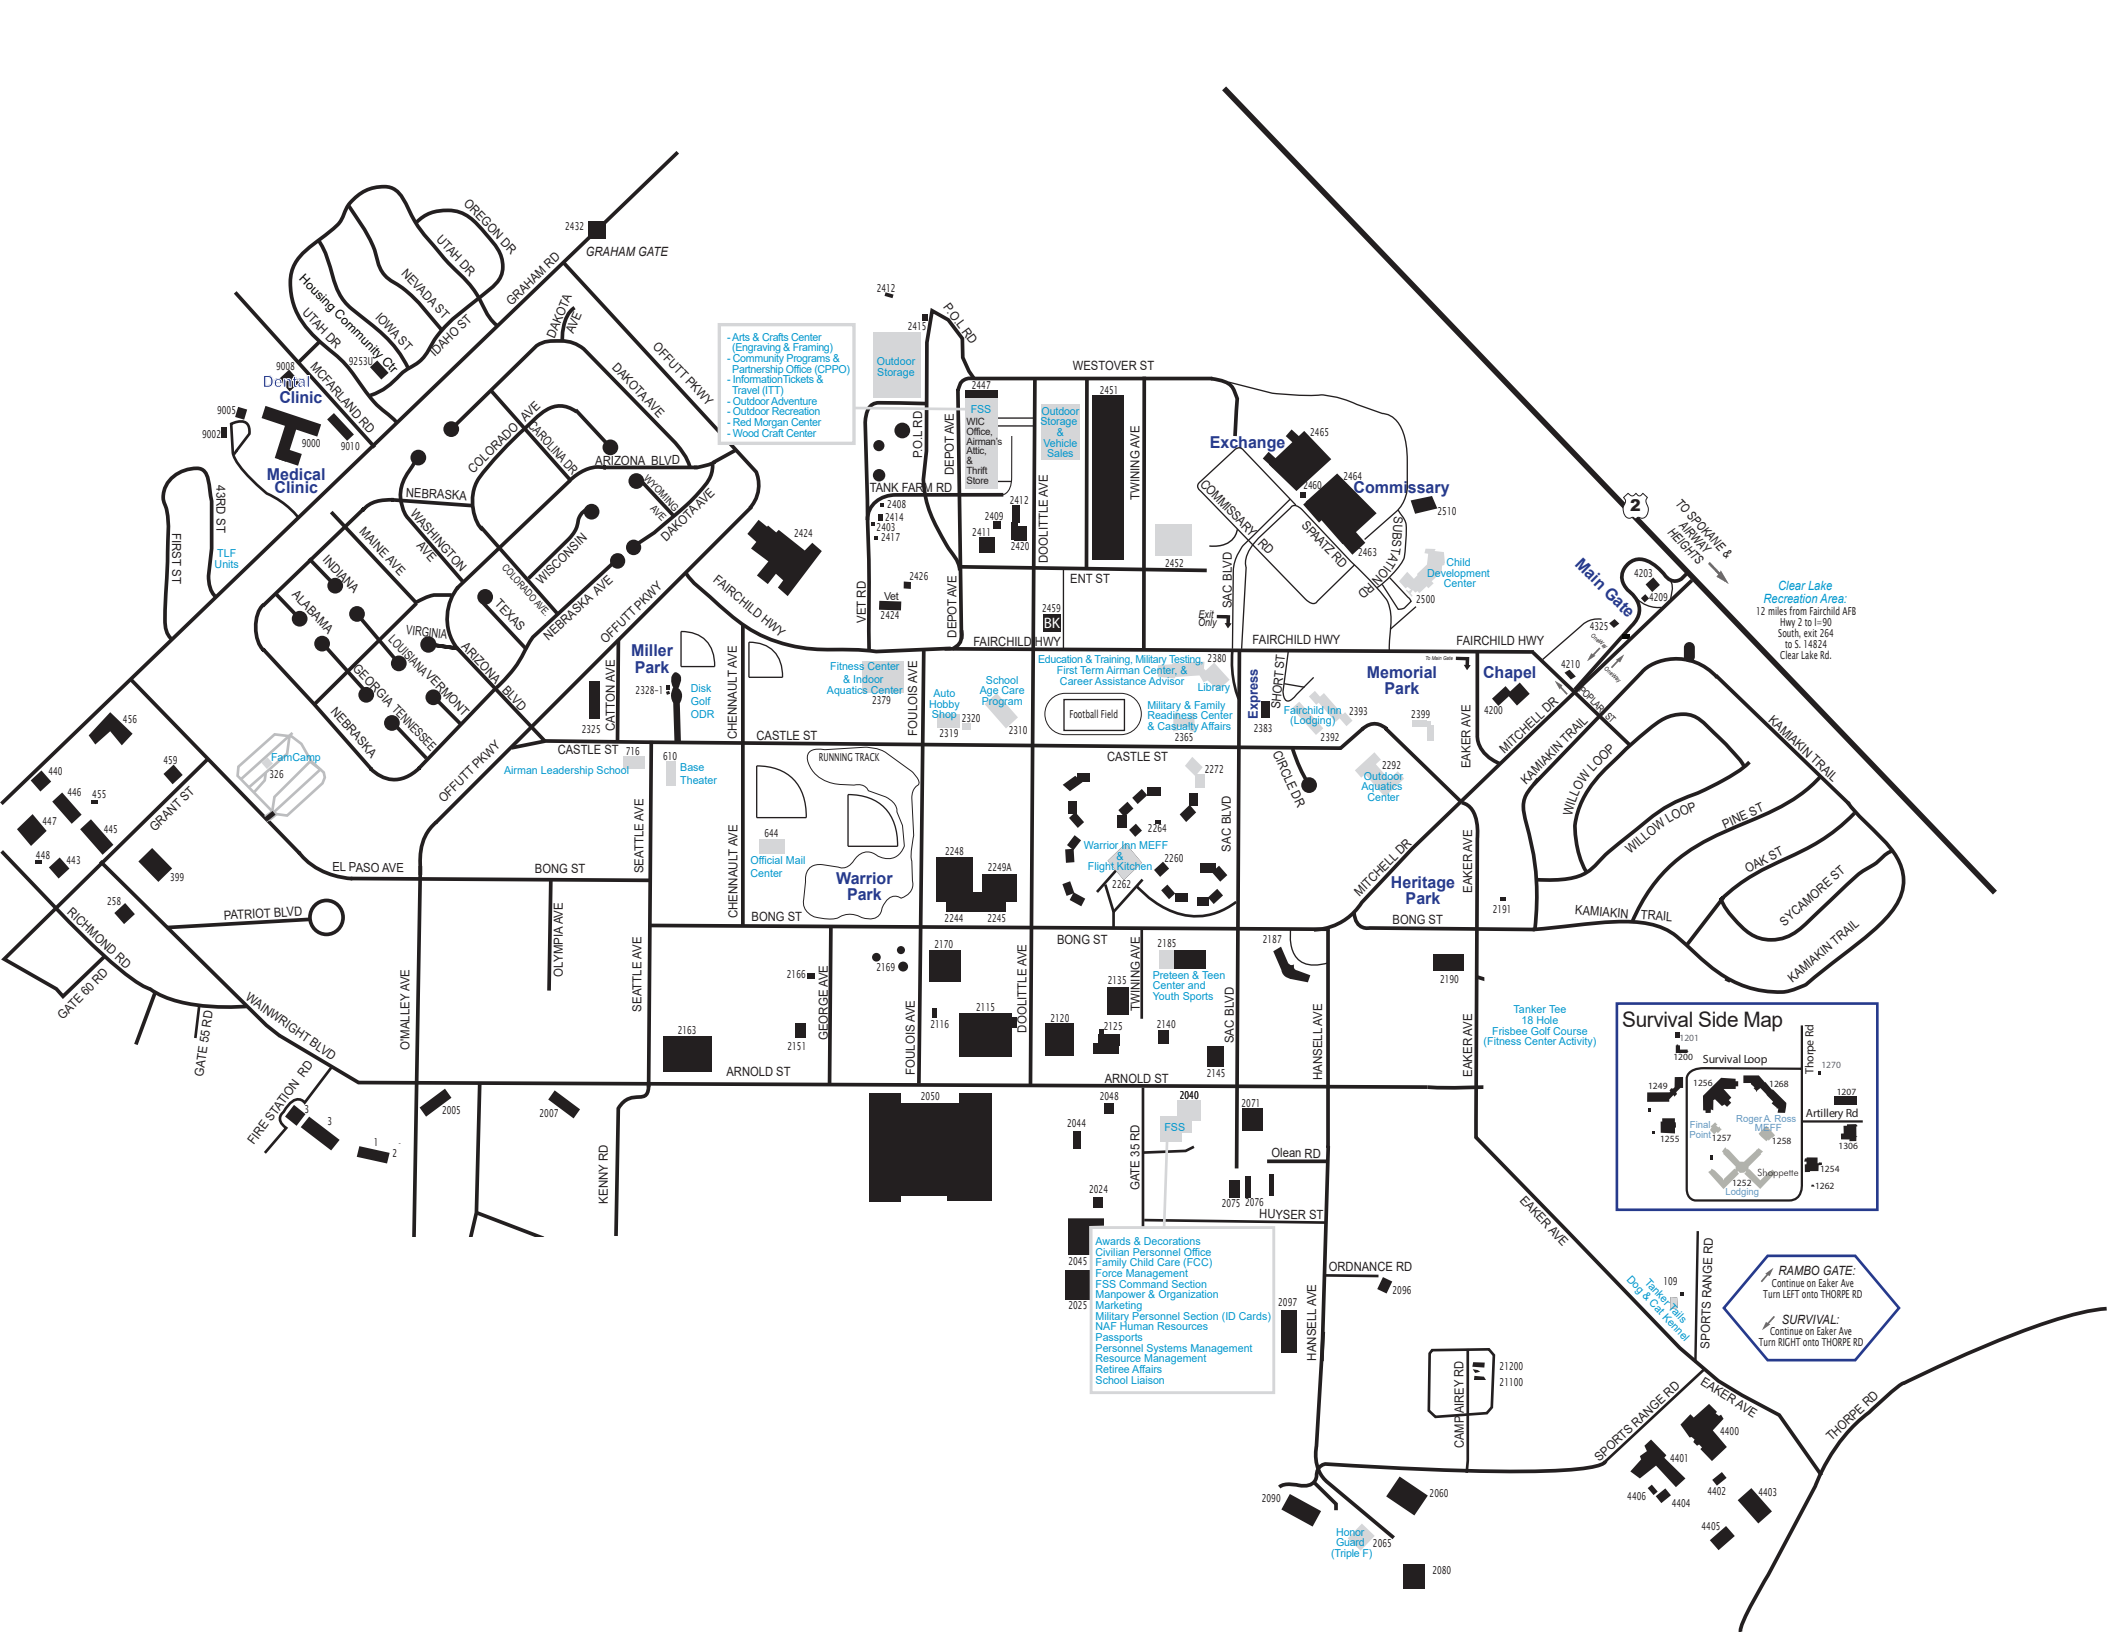 OREGON DR
UTAH DR
NEVADA ST
IOWA ST
IDAHO ST
Housing Community Ctr
UTAH DR
9253U
MCFARLAND RD
9008
Dental
Clinic
9005
9002
9000
9010
Medical
Clinic
43RD ST
FIRST ST
TLF
Units
2432
GRAHAM GATE
GRAHAM RD
DAKOTA
AVE
OFFUTT PKWY
DAKOTA AVE
COLORADO AVE
CAROLINA DR
ARIZONA BLVD
WYOMING
AVE
DAKOTA AVE
NEBRASKA
WASHINGTON
AVE
MAINE AVE
INDIANA
ALABAMA
WISCONSIN
COLORADO AVE
TEXAS
NEBRASKA AVE
OFFUTT PKWY
VIRGINIA
LOUISIANA
VERMONT
ARIZONA BLVD
GEORGIA
TENNESSEE
NEBRASKA
OFFUTT PKWY
- Arts & Crafts Center
(Engraving & Framing)
- Community Programs &
Partnership Office (CPPO)
- InformationTickets &
Travel (ITT)
- Outdoor Adventure
- Outdoor Recreation
- Red Morgan Center
- Wood Craft Center
2412
2415
P.O.L RD
Outdoor
Storage
P.O.L RD
DEPOT AVE
2447
FSS
WIC
Office,
Airman's
Attic,
&
Thrift
Store
WESTOVER ST
Outdoor
Storage
&
Vehicle
Sales
2451
TWINING AVE
DOOLITTLE AVE
TANK FARM RD
2408
2414
2403
2417
2409
2412
2411
2420
2424
FAIRCHILD HWY
VET RD
2426
Vet
2424
DEPOT AVE
ENT ST
2452
2459
BK
FAIRCHILD HWY
Exchange
2465
2464
2460
Commissary
2510
COMMISSARY RD
SPAATZ RD
2463
SUBSTATION RD
Child
Development
Center
2500
SAC BLVD
Exit
Only
FAIRCHILD HWY
FAIRCHILD HWY
2
TO SPOKANE &
AIRWAY
HEIGHTS
Main Gate
4203
4209
4325
4210
OneWay
OneWay
Clear Lake
Recreation Area:
12 miles from Fairchild AFB
Hwy 2 to I=90
South, exit 264
to S. 14824
Clear Lake Rd.
Miller
Park
2328-1
Disk
Golf
ODR
CATTON AVE
2325
CHENNAULT AVE
Fitness Center
& Indoor
Aquatics Center
2379
FOULOIS AVE
Auto
Hobby
Shop
2320
2319
School
Age Care
Program
2310
Education & Training, Military Testing,
First Term Airman Center, &
Career Assistance Advisor
2380
Library
Football Field
Military & Family
Readiness Center
& Casualty Affairs
2365
Express
2383
SHORT ST
Fairchild Inn
(Lodging)
2393
2392
Memorial
Park
To Main Gate
2399
EAKER AVE
Chapel
4200
MITCHELL DR
POPLAR ST
KAMIAKIN TRAIL
WILLOW LOOP
WILLOW LOOP
PINE ST
OAK ST
SYCAMORE ST
KAMIAKIN TRAIL
KAMIAKIN TRAIL
KAMIAKIN TRAIL
CASTLE ST
716
Airman Leadership School
610
Base
Theater
CASTLE ST
RUNNING TRACK
CASTLE ST
2272
CIRCLE DR
2292
Outdoor
Aquatics
Center
456
440
446
455
447
445
448
443
459
GRANT ST
399
FamCamp
326
258
PATRIOT BLVD
RICHMOND RD
GATE 60 RD
EL PASO AVE
BONG ST
SEATTLE AVE
CHENNAULT AVE
644
Official Mail
Center
Warrior
Park
BONG ST
2248
2249A
2244
2245
2264
Warrior Inn MEFF
&
Flight Kitchen
2260
2262
SAC BLVD
MITCHELL DR
Heritage
Park
EAKER AVE
2191
BONG ST
BONG ST
OLYMPIA AVE
O'MALLEY AVE
SEATTLE AVE
2163
2166
GEORGE AVE
2151
2169
FOULOIS AVE
2170
2116
2115
DOOLITTLE AVE
2120
2125
2135
TWINING AVE
2140
2185
Preteen & Teen
Center and
Youth Sports
SAC BLVD
2145
2187
HANSELL AVE
2190
EAKER AVE
Tanker Tee
18 Hole
Frisbee Golf Course
(Fitness Center Activity)
Survival Side Map
1201
1200
Survival Loop
Thorpe Rd
1270
1249
1256
1268
1207
Artillery Rd
Roger A. Ross
MEFF
Final
Point
1257
1258
1255
1306
1252
Lodging
Shoppette
1254
1262
WAINWRIGHT BLVD
GATE 55 RD
FIRE STATION RD
3
3
1
2
2005
2007
ARNOLD ST
ARNOLD ST
KENNY RD
2050
2048
2044
2024
2045
2025
GATE 35 RD
2040
FSS
2071
Olean RD
2075
2076
HUYSER ST
Awards & Decorations
Civilian Personnel Office
Family Child Care (FCC)
Force Management
FSS Command Section
Manpower & Organization
Marketing
Military Personnel Section (ID Cards)
NAF Human Resources
Passports
Personnel Systems Management
Resource Management
Retiree Affairs
School Liaison
2097
HANSELL AVE
ORDNANCE RD
2096
EAKER AVE
109
Tanker Tails
Dog & Cat Kennel
SPORTS RANGE RD
RAMBO GATE:
Continue on Eaker Ave
Turn LEFT onto THORPE RD
SURVIVAL:
Continue on Eaker Ave
Turn RIGHT onto THORPE RD
CAMP AIREY RD
21200
21100
SPORTS RANGE RD
EAKER AVE
THORPE RD
4400
4401
4402
4403
4404
4405
4406
2090
2060
Honor
Guard
(Triple F)
2065
2080